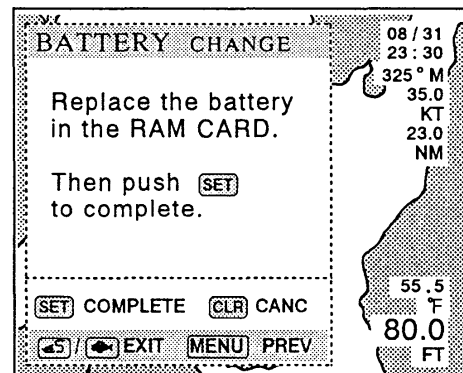 BATTERY CHANGE
Replace the battery
in the RAM CARD.
Then push SET
to complete.
SET COMPLETE CLR CANC
/ EXIT MENU PREV
08 / 31
23 : 30
325° M
35.0
KT
23.0
NM
55.5
°F
80.0
FT